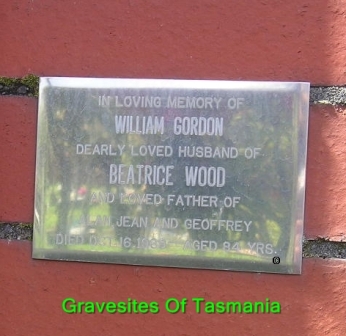 IN LOVING MEMORY OF
WILLIAM GORDON
DEARLY LOVED HUSBAND OF
BEATRICE WOOD
AND LOVED FATHER OF
JEAN AND GEOFFREY
DIED OCT. 16, AGED 84 YRS.
Gravesites Of Tasmania